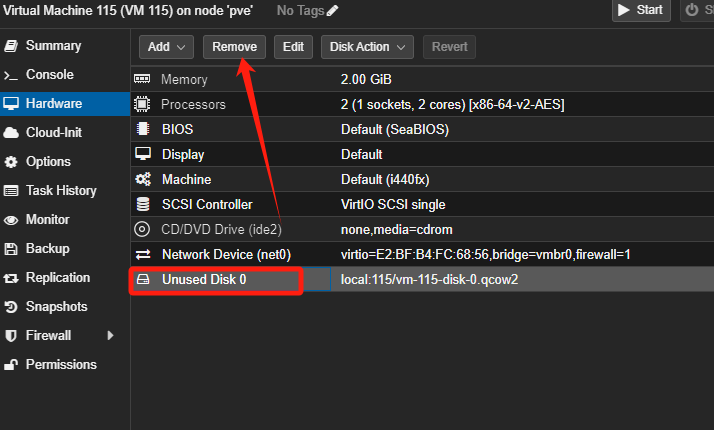 Virtual Machine 115 (VM 115) on node 'pve' No Tags Start
Summary
Console
Hardware
Cloud-Init
Options
Task History
Monitor
Backup
Replication
Snapshots
Firewall
Permissions
Add Remove Edit Disk Action Revert
Memory 2.00 GiB
Processors 2 (1 sockets, 2 cores) [x86-64-v2-AES]
BIOS Default (SeaBIOS)
Display Default
Machine Default (i440fx)
SCSI Controller VirtIO SCSI single
CD/DVD Drive (ide2) none,media=cdrom
Network Device (net0) virtio=E2:BF:B4:FC:68:56,bridge=vmbr0,firewall=1
Unused Disk 0 local:115/vm-115-disk-0.qcow2